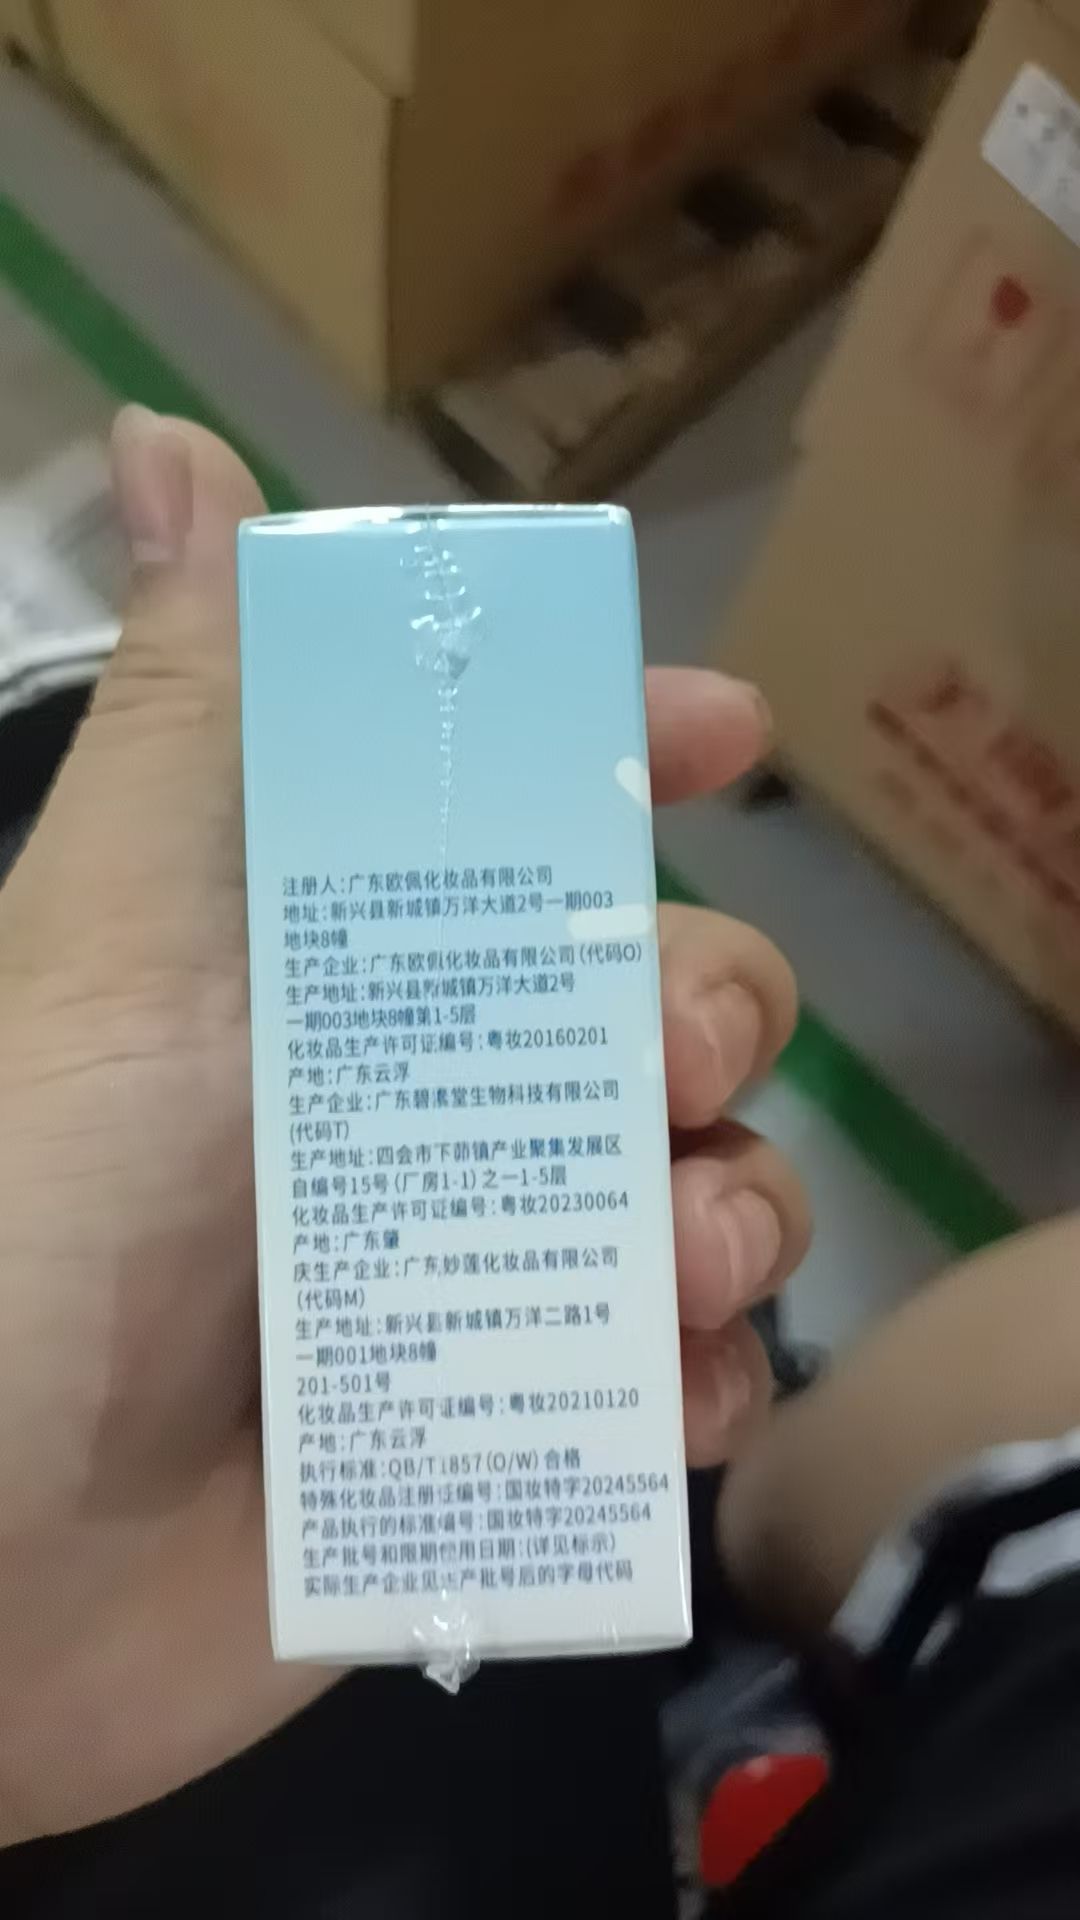 注册人:广东欧佩化妆品有限公司
地址:新兴县新城镇万洋大道2号一期003
地块8幢
生产企业:广东欧佩化妆品有限公司(代码O)
生产地址:新兴县新城镇万洋大道2号
一期003地块8幢第1-5层
化妆品生产许可证编号:粤妆20160201
产地:广东云浮
生产企业:广东碧滢堂生物科技有限公司
(代码T)
生产地址:四会市下茆镇产业聚集发展区
自编号15号(厂房1-1)之一1-5层
化妆品生产许可证编号:粤妆20230064
产地:广东肇
庆生产企业:广东妙莲化妆品有限公司
(代码M)
生产地址:新兴县新城镇万洋二路1号
一期001地块8幢
201-501号
化妆品生产许可证编号:粤妆20210120
产地:广东云浮
执行标准:QB/T1857(O/W)合格
特殊化妆品注册证编号:国妆特字20245564
产品执行的标准编号:国妆特字20245564
生产批号和限期使用日期:(详见标示)
实际生产企业见生产批号后的字母代码